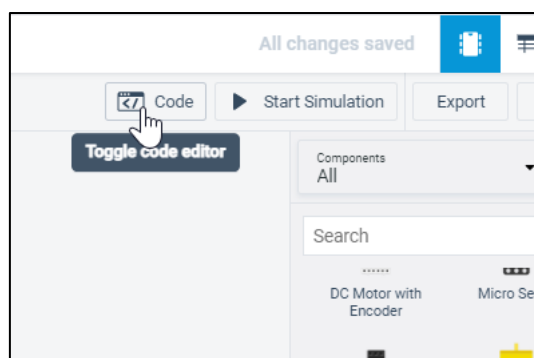 All changes saved
Code
Start Simulation
Export
Toggle code editor
Components
All
Search
DC Motor with
Encoder
Micro Se